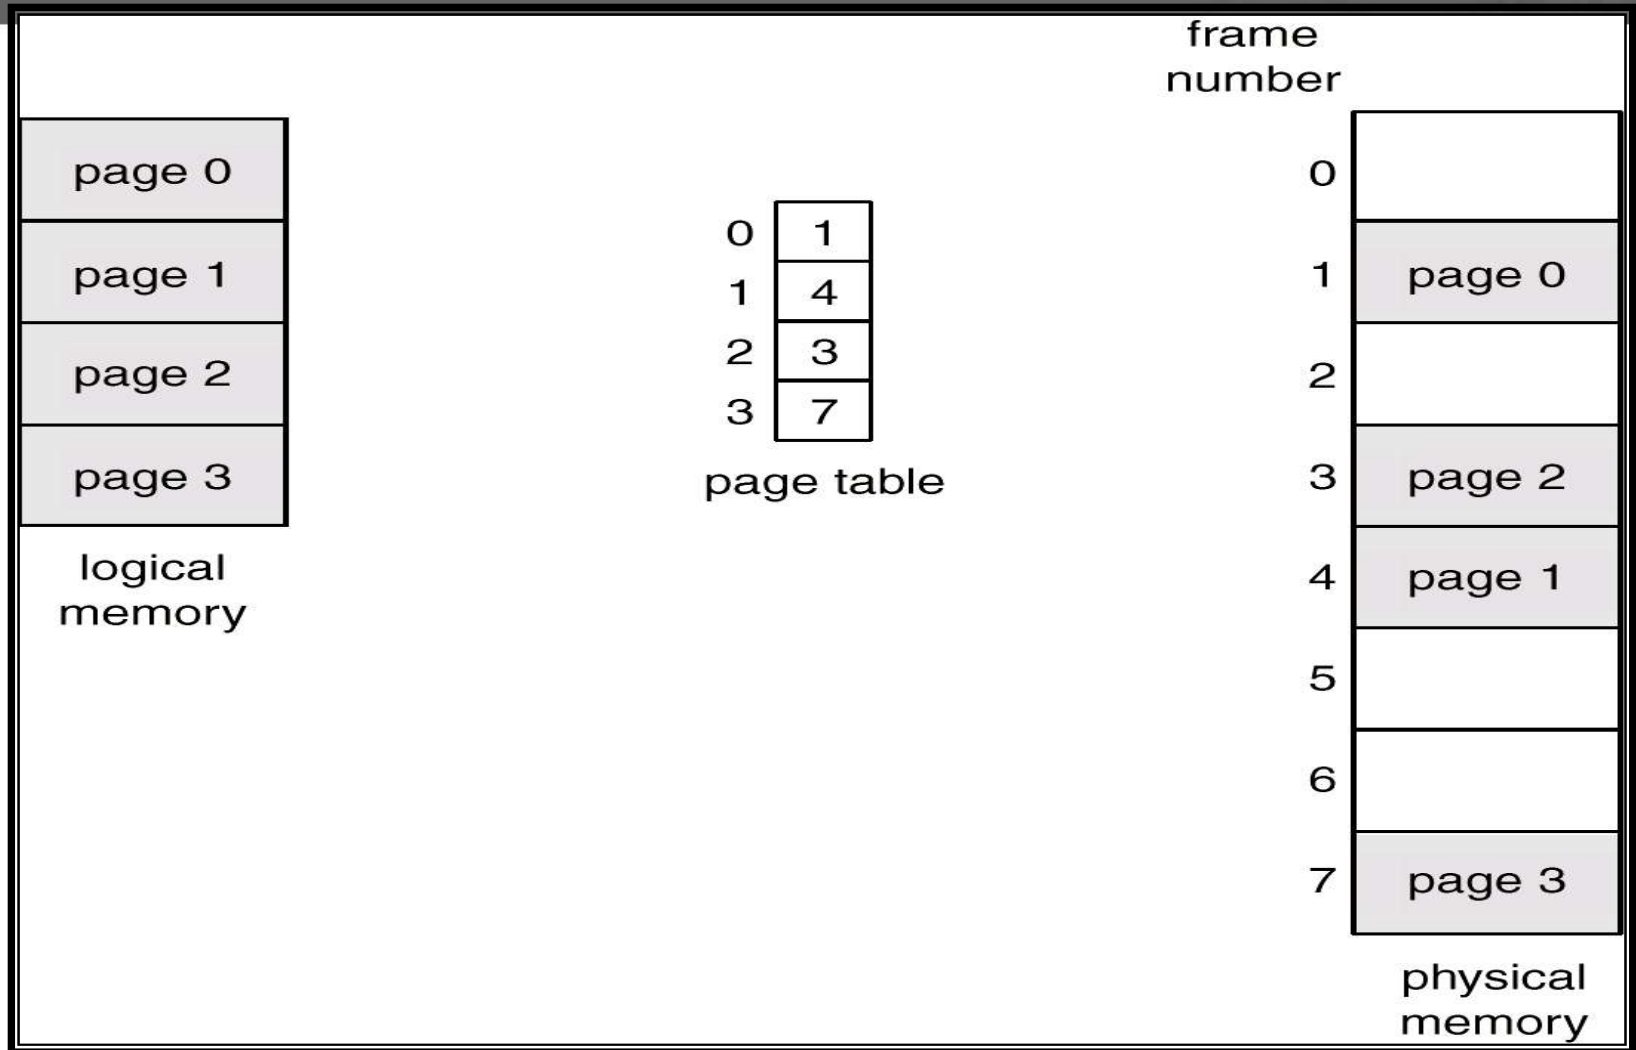 frame
number
page 0
page 1
page 2
page 3
logical
memory
0 1
1 4
2 3
3 7
page table
0
1 page 0
2
3 page 2
4 page 1
5
6
7 page 3
physical
memory